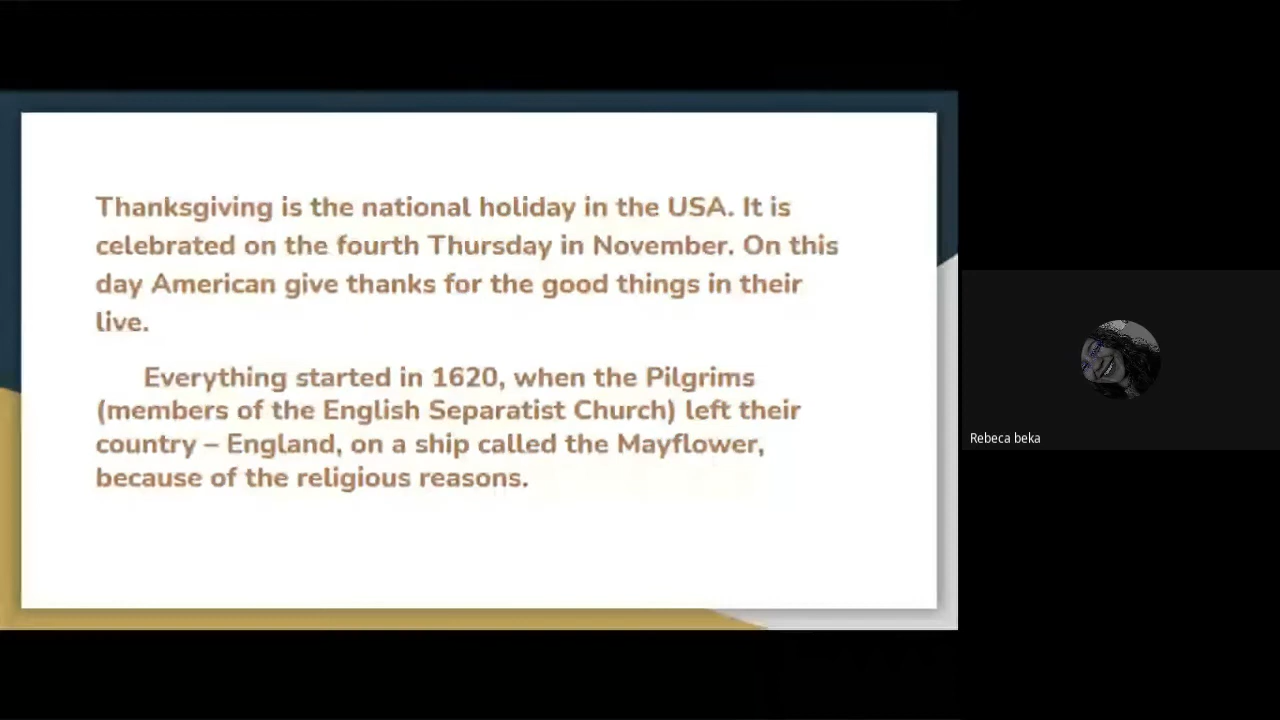 Thanksgiving is the national holiday in the USA. It is
celebrated on the fourth Thursday in November. On this
day American give thanks for the good things in their
live.
Everything started in 1620, when the Pilgrims
(members of the English Separatist Church) left their
country – England, on a ship called the Mayflower,
because of the religious reasons.
Rebeca beka